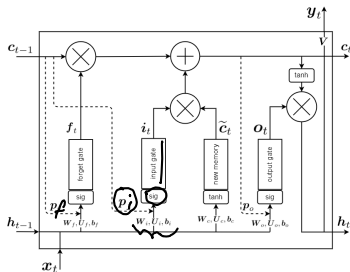 y_t
V
c_{t-1}
c_t
tanh
f_t
i_t
\widetilde{c}_t
o_t
forget gate
input gate
new memory
output gate
sig
sig
tanh
sig
p_f
p_i
p_o
h_{t-1}
W_f, U_f, b_f
W_i, U_i, b_i
W_c, U_c, b_c
W_o, U_o, b_o
h_t
x_t